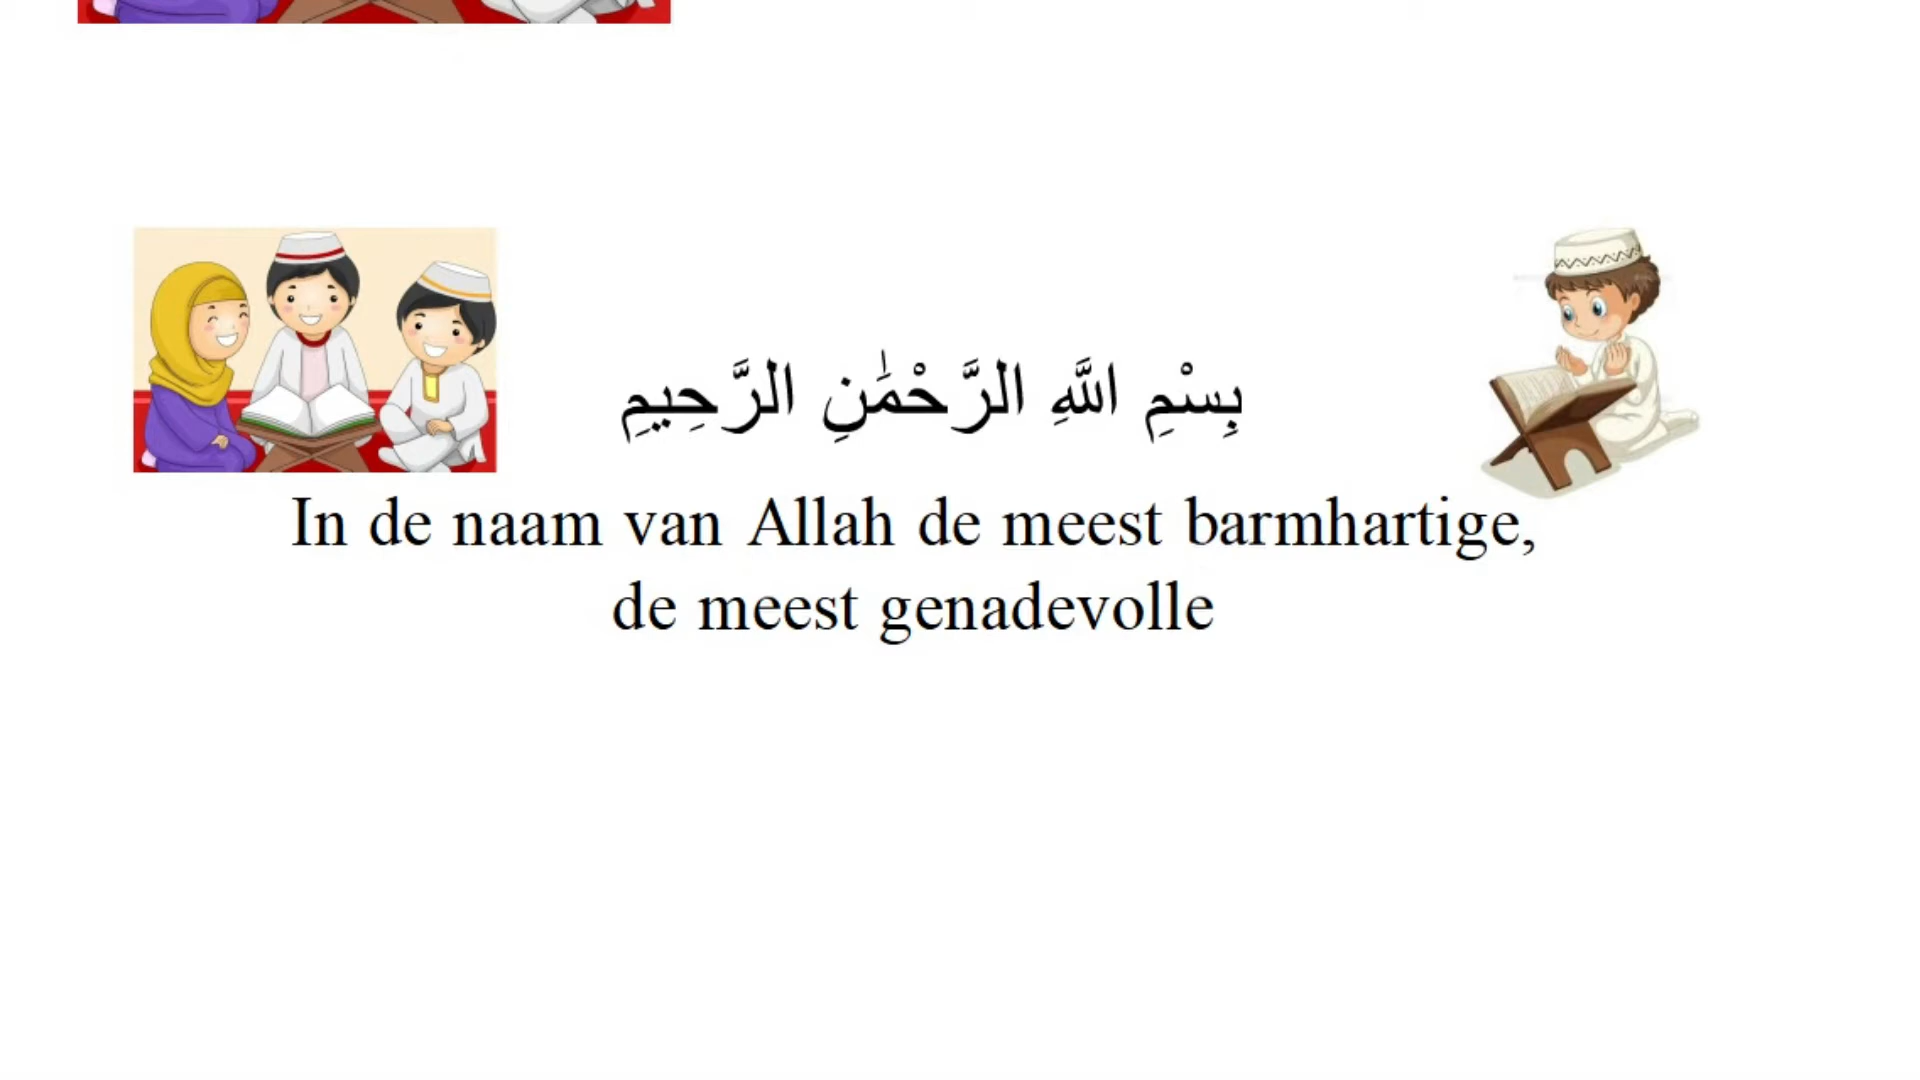 بِسْمِ اللَّهِ الرَّحْمَٰنِ الرَّحِيمِ
In de naam van Allah de meest barmhartige,
de meest genadevolle